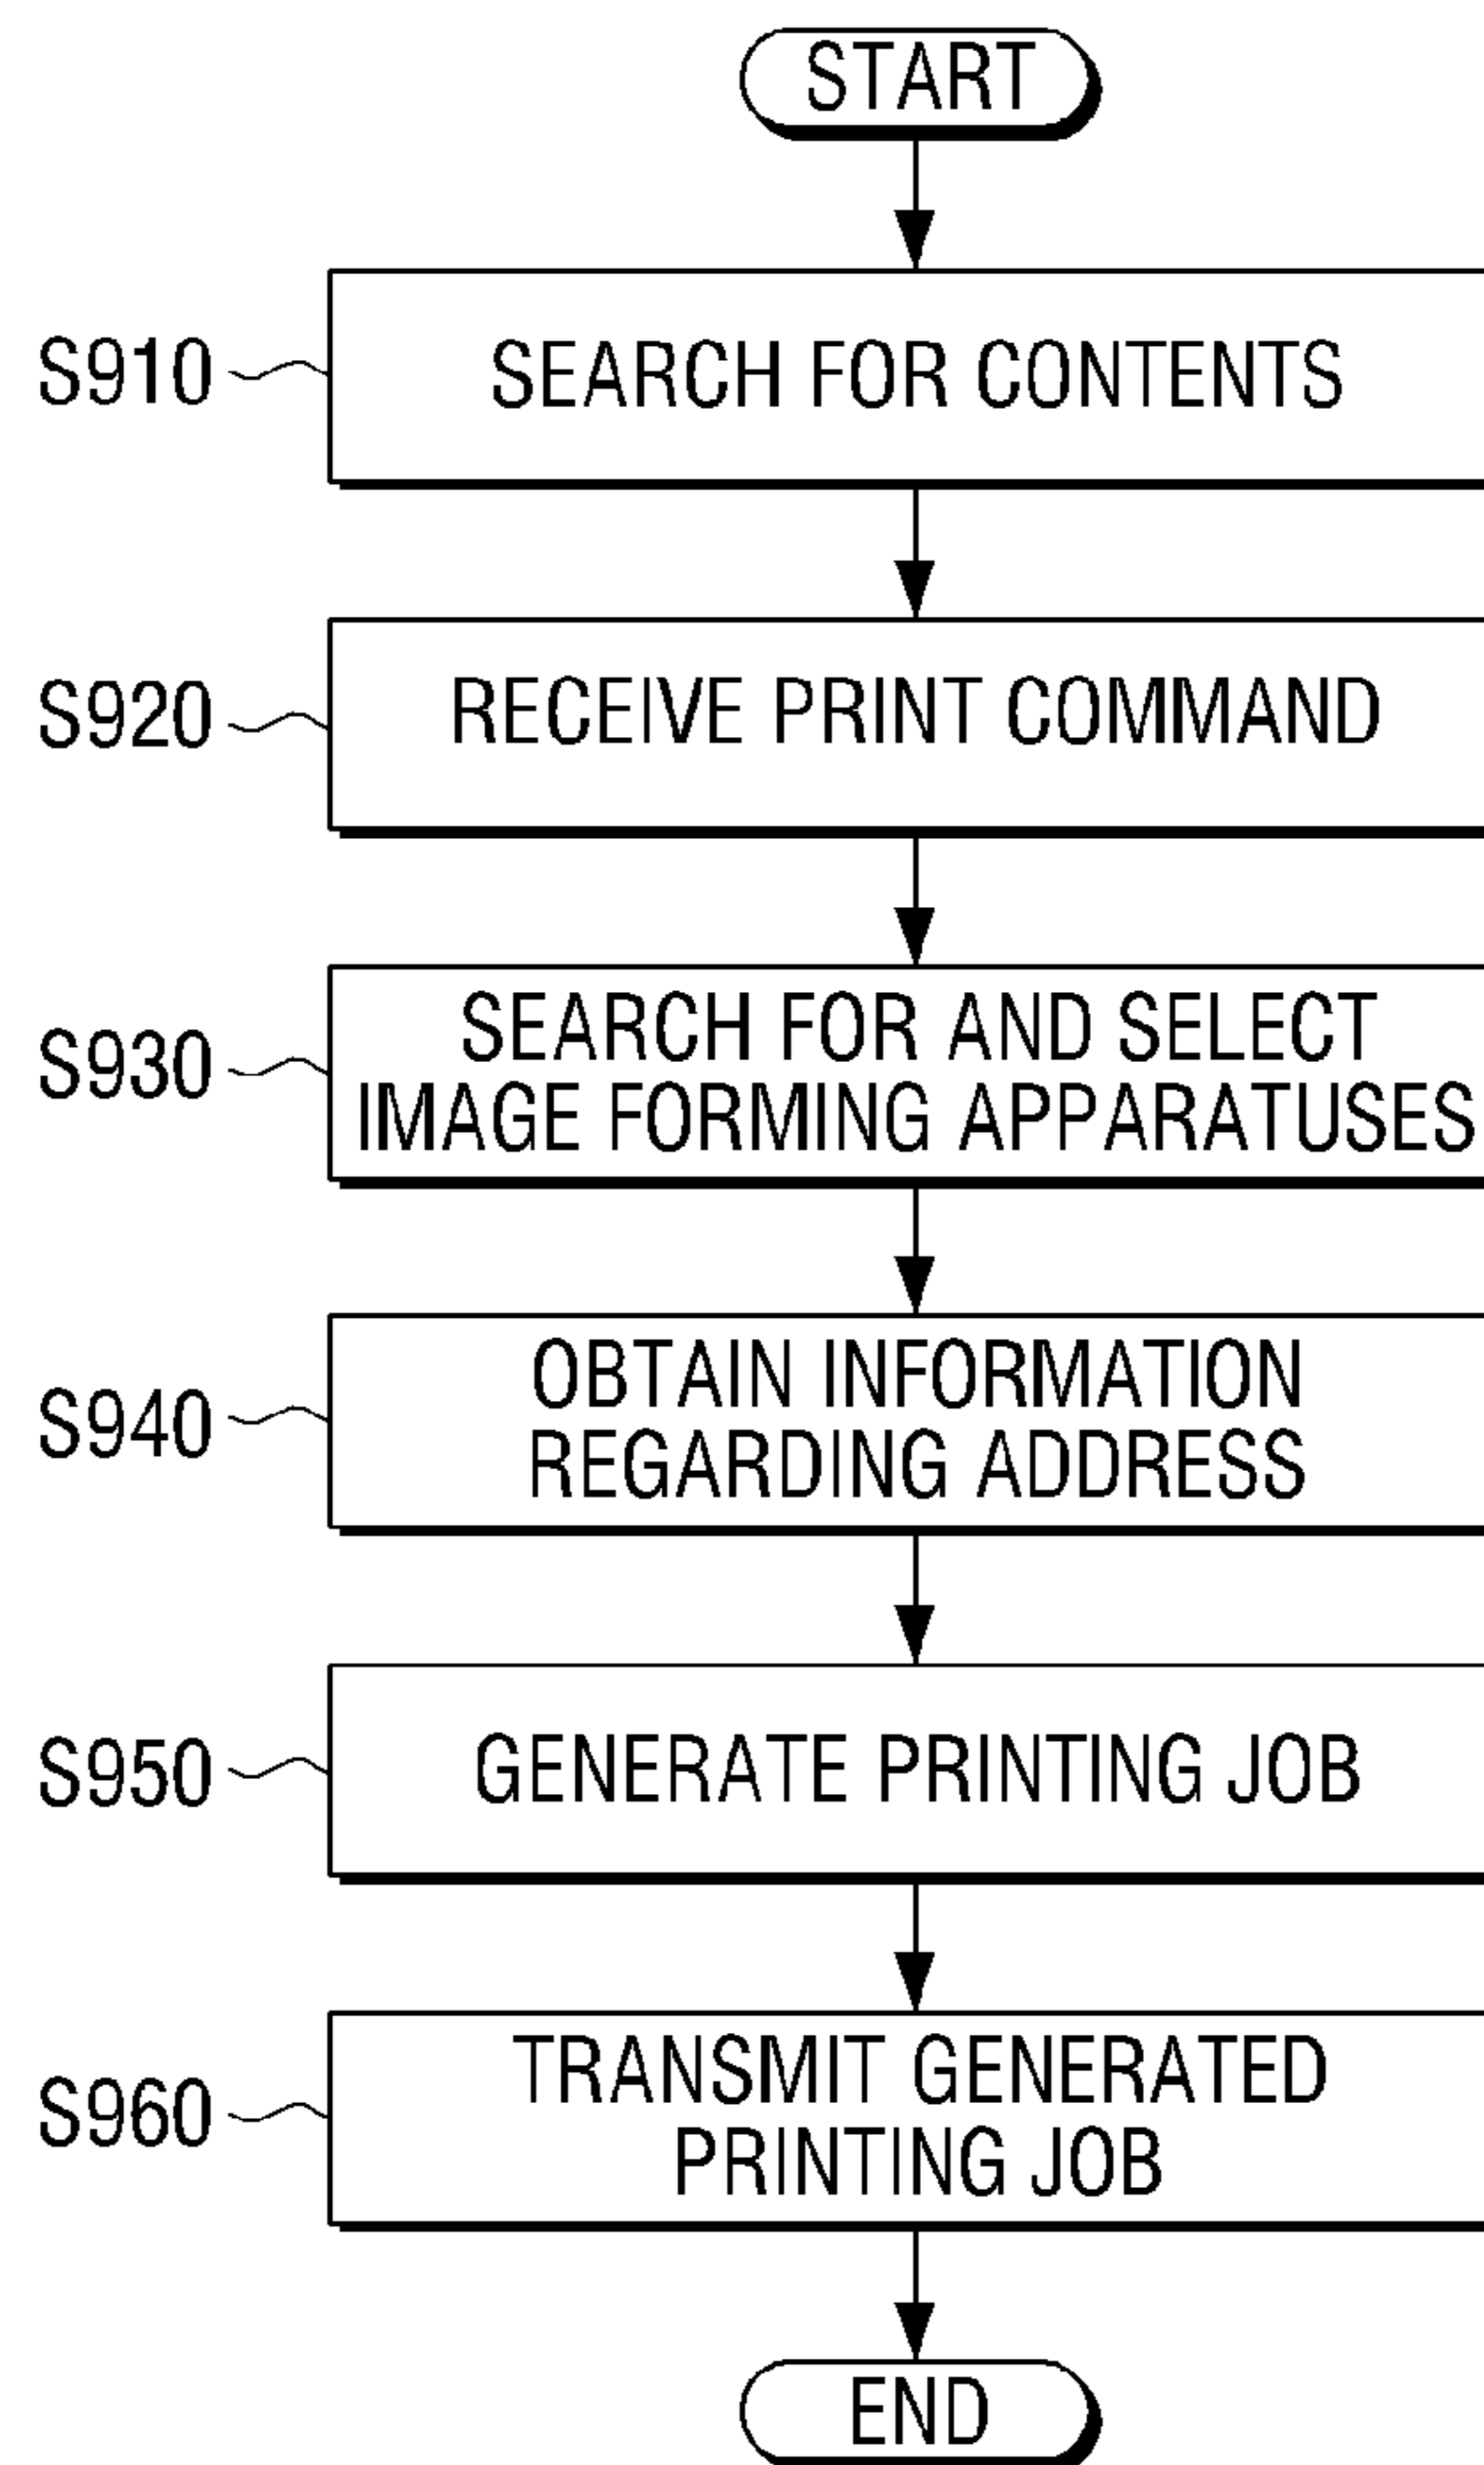 START
S910
SEARCH FOR CONTENTS
S920
RECEIVE PRINT COMMAND
S930
SEARCH FOR AND SELECT
IMAGE FORMING APPARATUSES
S940
OBTAIN INFORMATION
REGARDING ADDRESS
S950
GENERATE PRINTING JOB
S960
TRANSMIT GENERATED
PRINTING JOB
END